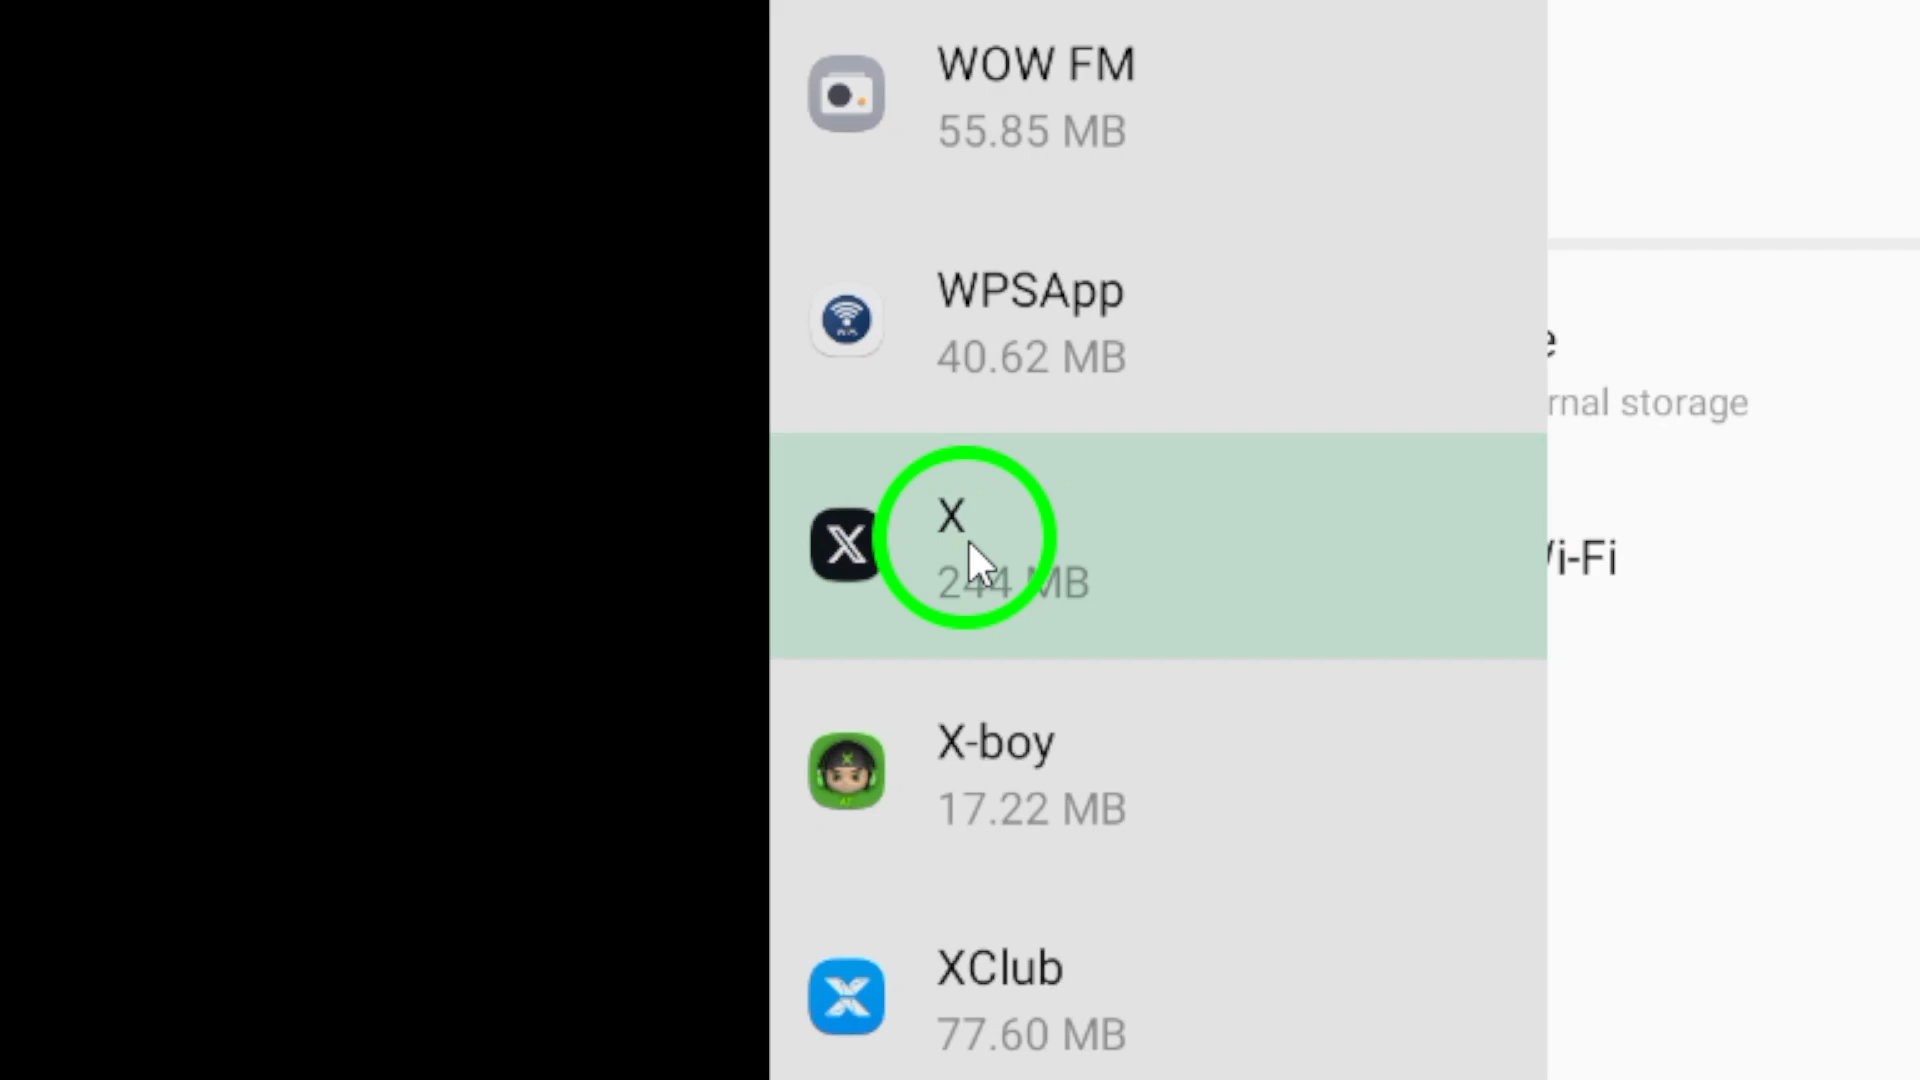 WOW FM
55.85 MB
WPSApp
40.62 MB
X
244 MB
X-boy
17.22 MB
XClub
77.60 MB
e
rnal storage
Wi-Fi